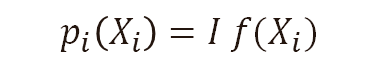 pᵢ(Xᵢ) = I f(Xᵢ)